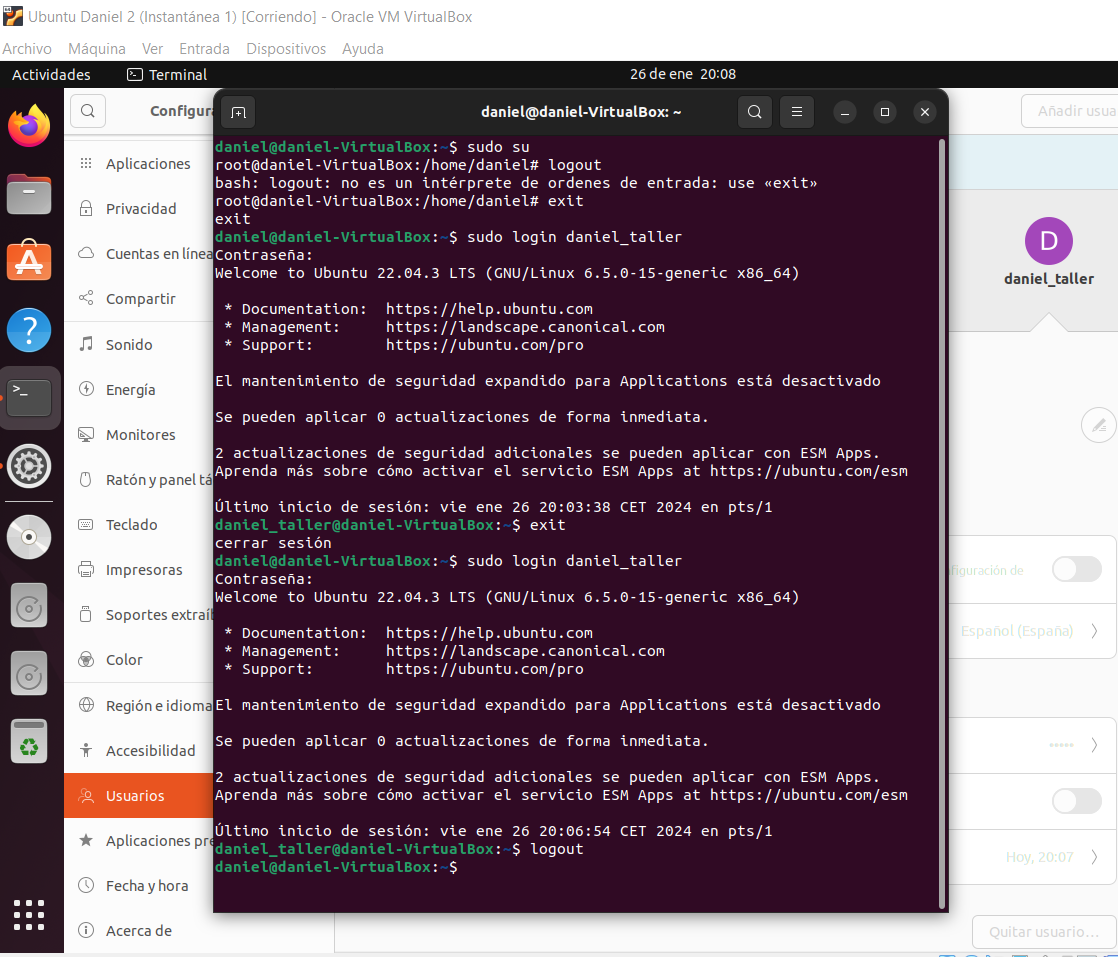 Ubuntu Daniel 2 (Instantánea 1) [Corriendo] - Oracle VM VirtualBox
Archivo Máquina Ver Entrada Dispositivos Ayuda
Actividades Terminal 26 de ene 20:08
Configura
Añadir usua
Aplicaciones
Privacidad
Cuentas en línea
Compartir
Sonido
Energía
Monitores
Ratón y panel tá
Teclado
Impresoras
Soportes extraíb
Color
Región e idioma
Accesibilidad
Usuarios
Aplicaciones pre
Fecha y hora
Acerca de
daniel@daniel-VirtualBox: ~
daniel@daniel-VirtualBox:~$ sudo su
root@daniel-VirtualBox:/home/daniel# logout
bash: logout: no es un intérprete de ordenes de entrada: use «exit»
root@daniel-VirtualBox:/home/daniel# exit
exit
daniel@daniel-VirtualBox:~$ sudo login daniel_taller
Contraseña:
Welcome to Ubuntu 22.04.3 LTS (GNU/Linux 6.5.0-15-generic x86_64)
* Documentation: https://help.ubuntu.com
* Management: https://landscape.canonical.com
* Support: https://ubuntu.com/pro
El mantenimiento de seguridad expandido para Applications está desactivado
Se pueden aplicar 0 actualizaciones de forma inmediata.
2 actualizaciones de seguridad adicionales se pueden aplicar con ESM Apps.
Aprenda más sobre cómo activar el servicio ESM Apps at https://ubuntu.com/esm
Último inicio de sesión: vie ene 26 20:03:38 CET 2024 en pts/1
daniel_taller@daniel-VirtualBox:~$ exit
cerrar sesión
daniel@daniel-VirtualBox:~$ sudo login daniel_taller
Contraseña:
Welcome to Ubuntu 22.04.3 LTS (GNU/Linux 6.5.0-15-generic x86_64)
* Documentation: https://help.ubuntu.com
* Management: https://landscape.canonical.com
* Support: https://ubuntu.com/pro
El mantenimiento de seguridad expandido para Applications está desactivado
Se pueden aplicar 0 actualizaciones de forma inmediata.
2 actualizaciones de seguridad adicionales se pueden aplicar con ESM Apps.
Aprenda más sobre cómo activar el servicio ESM Apps at https://ubuntu.com/esm
Último inicio de sesión: vie ene 26 20:06:54 CET 2024 en pts/1
daniel_taller@daniel-VirtualBox:~$ logout
daniel@daniel-VirtualBox:~$
D
daniel_taller
figuración de
Español (España)
•••••
Hoy, 20:07
Quitar usuario…